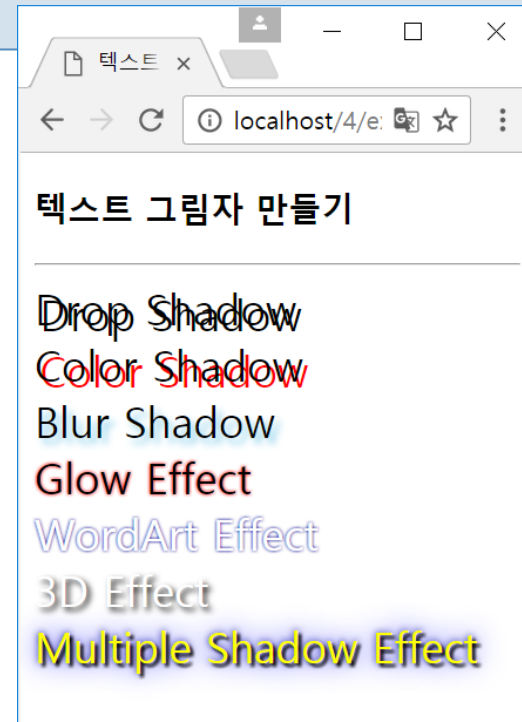 텍스트
localhost/4/e
텍스트 그림자 만들기
Drop Shadow
Color Shadow
Blur Shadow
Glow Effect
WordArt Effect
3D Effect
Multiple Shadow Effect